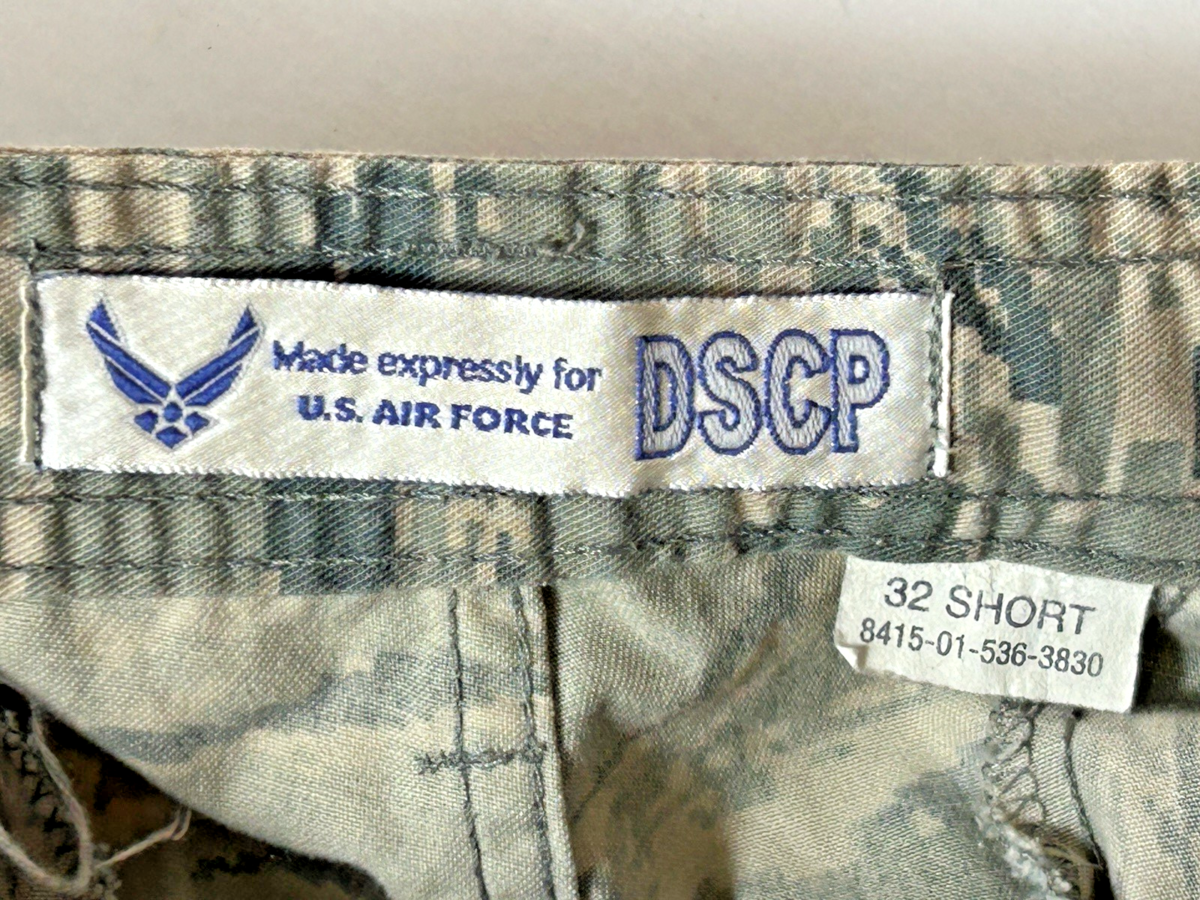 Made expressly for
U.S. AIR FORCE
DSCP
32 SHORT
8415-01-536-3830